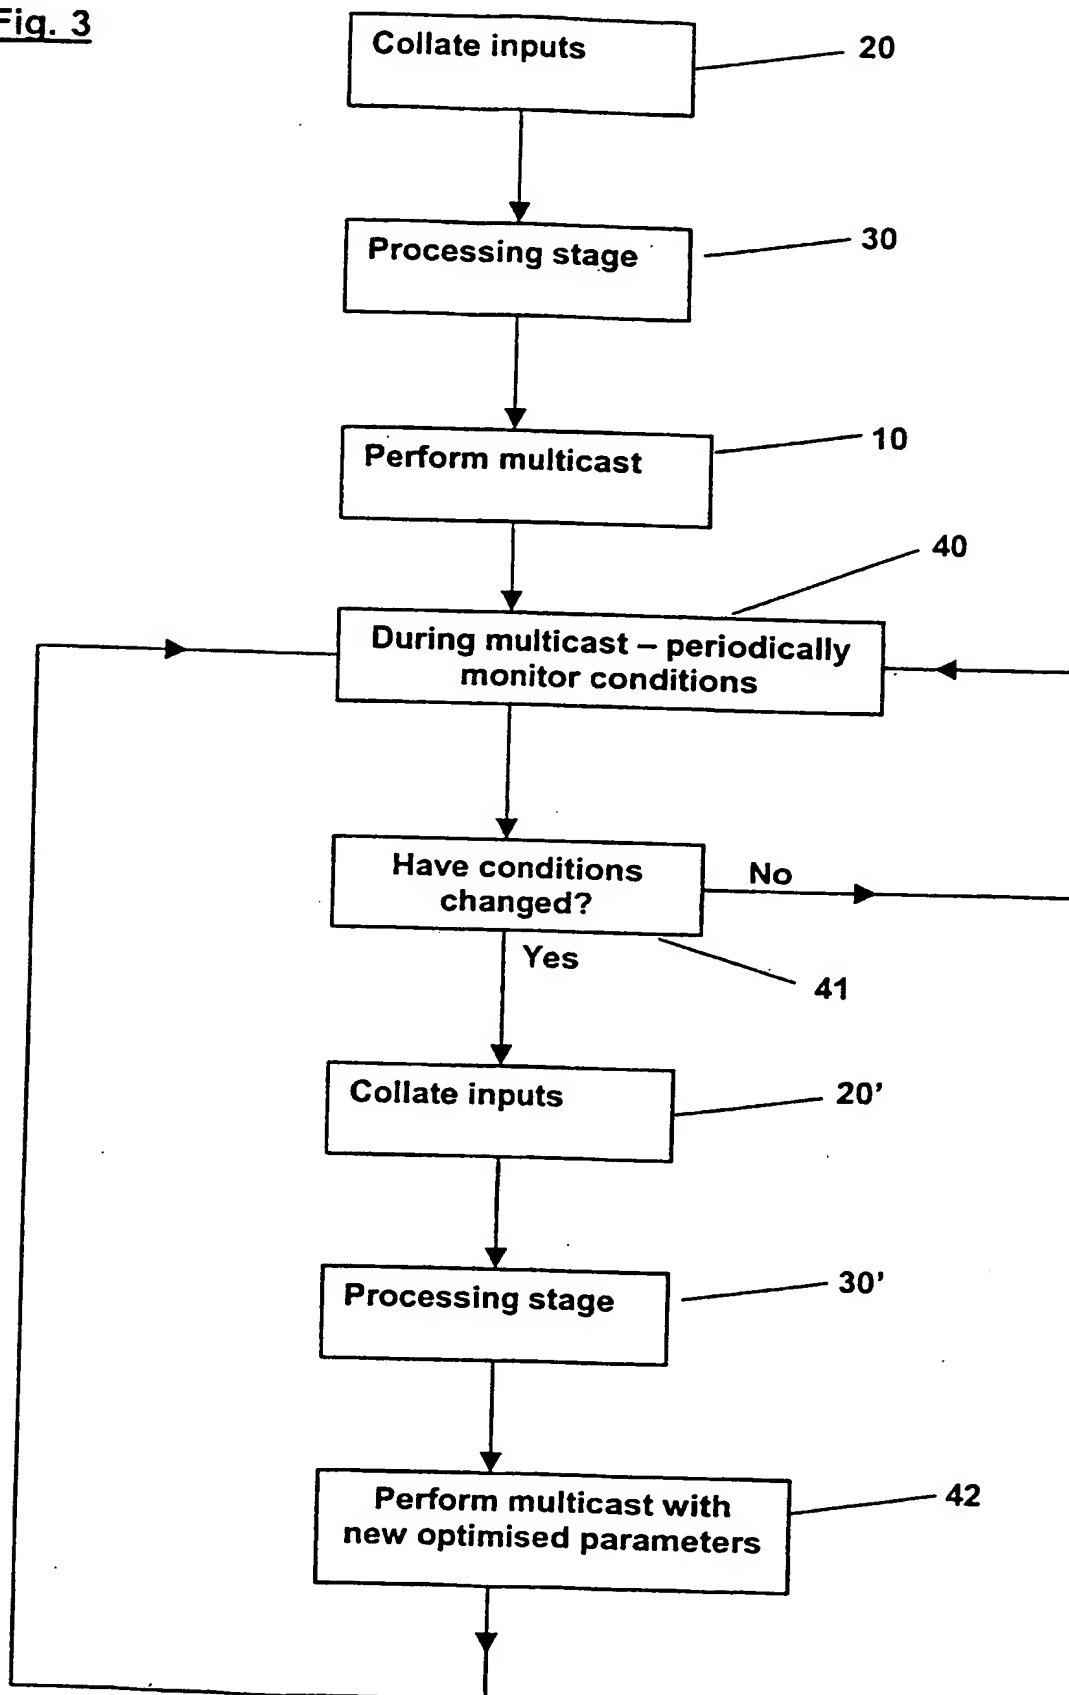 Fig. 3
Collate inputs
20
Processing stage
30
Perform multicast
10
40
During multicast – periodically
monitor conditions
Have conditions
changed?
No
Yes
41
Collate inputs
20'
Processing stage
30'
Perform multicast with
new optimised parameters
42